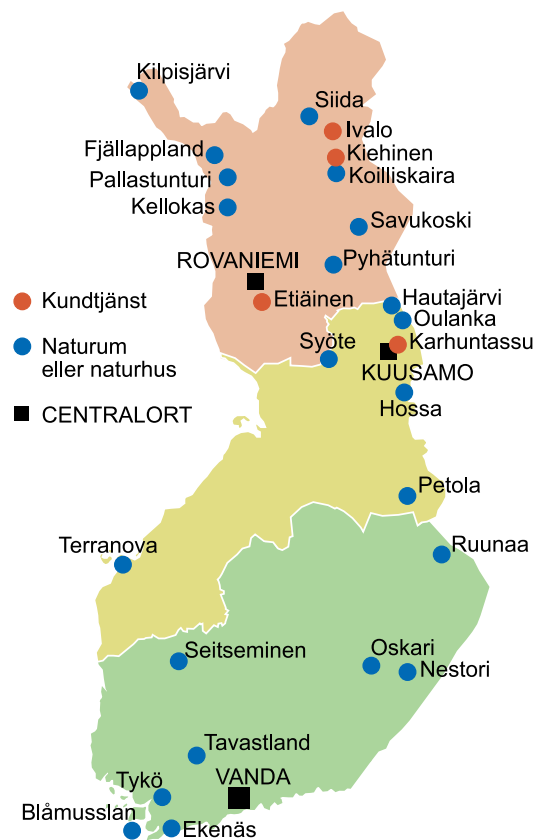 Kilpisjärvi
Siida
Ivalo
Kiehinen
Koilliskaira
Fjällappland
Pallastunturi
Kellokas
Savukoski
ROVANIEMI
Pyhätunturi
Etiäinen
Hautajärvi
Oulanka
Karhuntassu
Syöte
KUUSAMO
Hossa
Kundtjänst
Naturum
eller naturhus
CENTRALORT
Petola
Terranova
Ruunaa
Seitseminen
Oskari
Nestori
Tavastland
VANDA
Tykö
Blåmusslan
Ekenäs